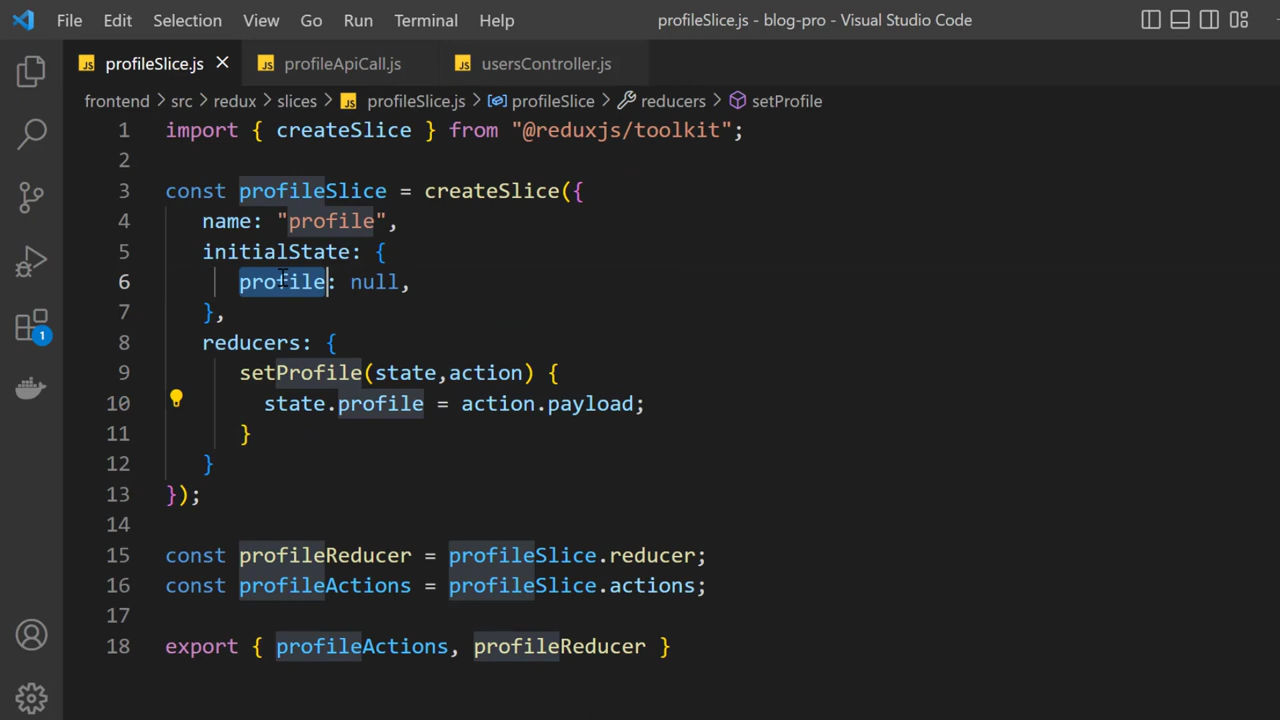 File Edit Selection View Go Run Terminal Help profileSlice.js - blog-pro - Visual Studio Code
JS profileSlice.js JS profileApiCall.js JS usersController.js
frontend > src > redux > slices > JS profileSlice.js > profileSlice > reducers > setProfile
1 import { createSlice } from "@reduxjs/toolkit";
2
3 const profileSlice = createSlice({
4 name: "profile",
5 initialState: {
6 profile: null,
7 },
8 reducers: {
9 setProfile(state,action) {
10 state.profile = action.payload;
11 }
12 }
13 });
14
15 const profileReducer = profileSlice.reducer;
16 const profileActions = profileSlice.actions;
17
18 export { profileActions, profileReducer }
1